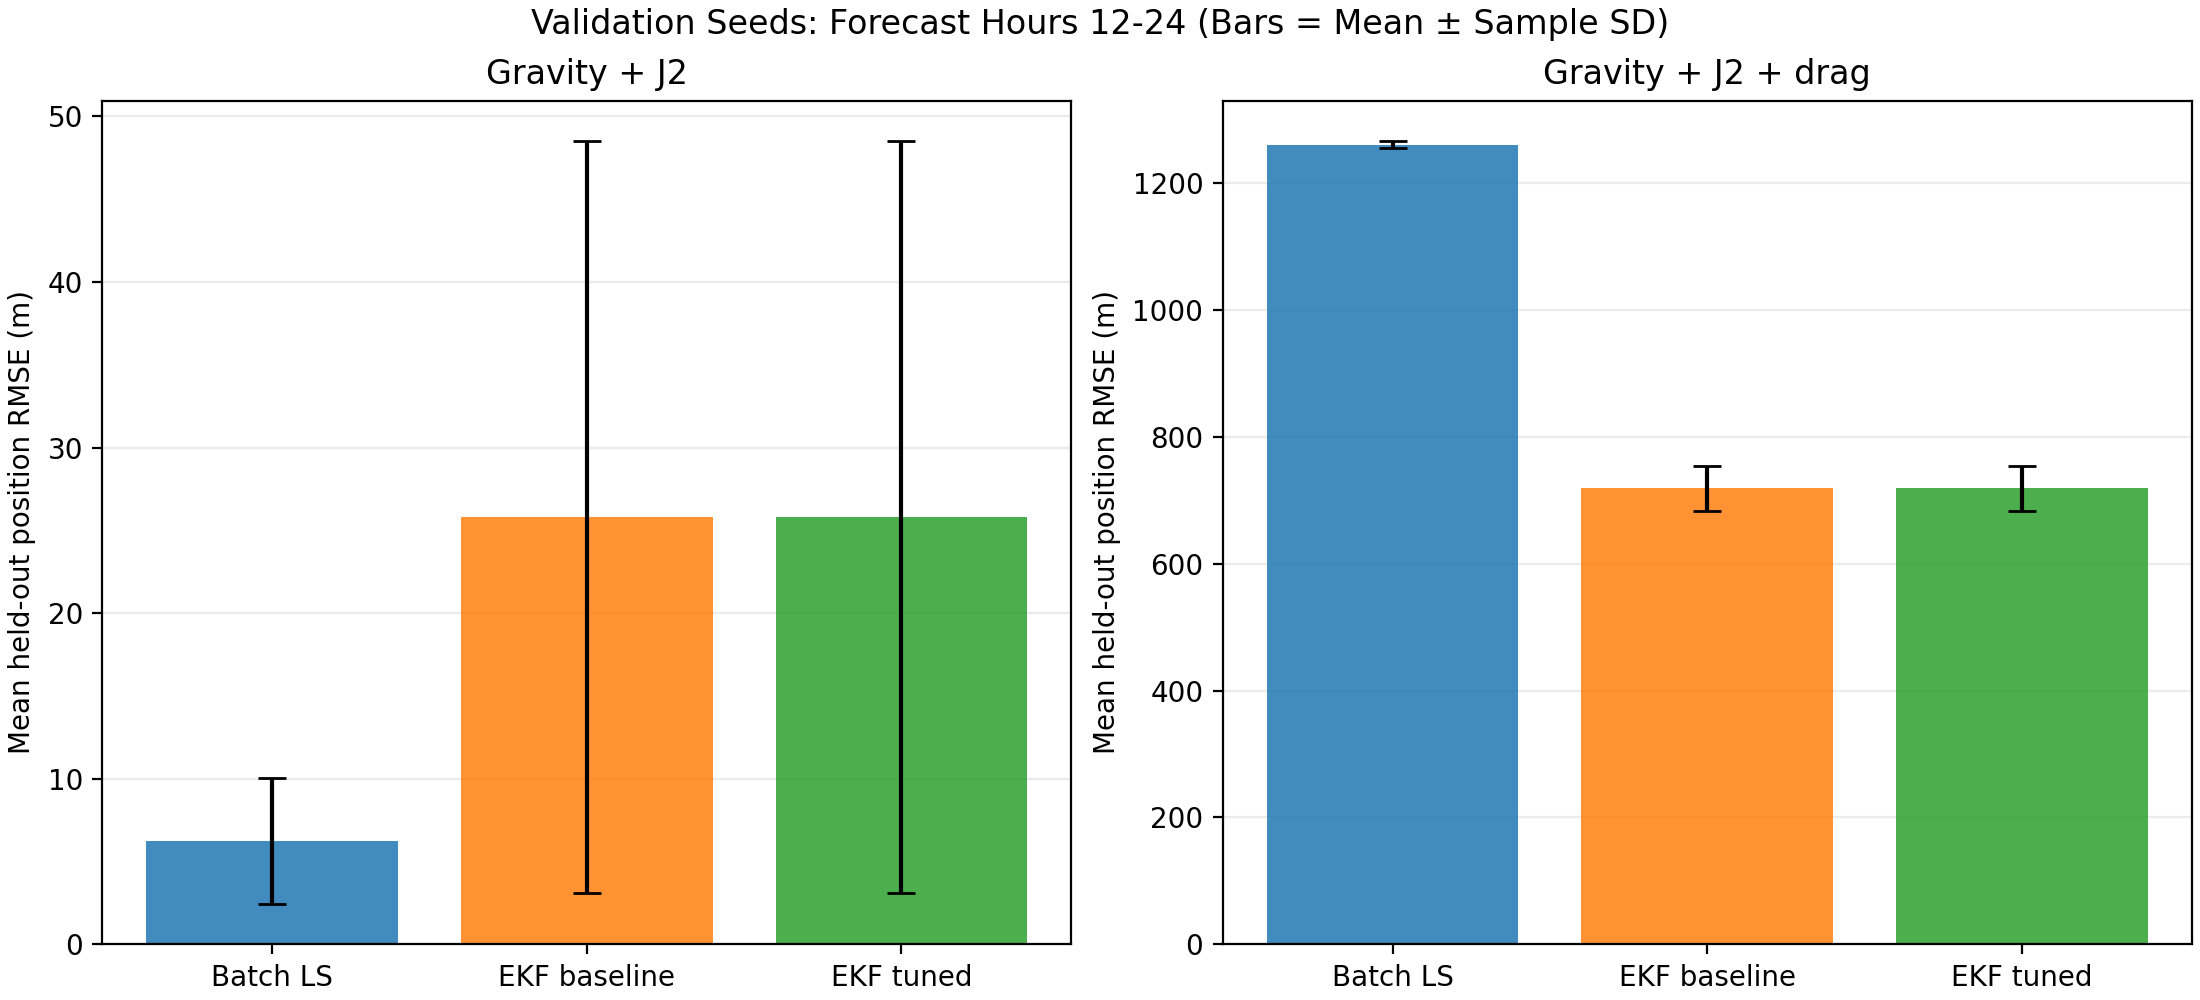 Validation Seeds: Forecast Hours 12-24 (Bars = Mean ± Sample SD)
Gravity + J2
Mean held-out position RMSE (m)
50
40
30
20
10
0
Batch LS
EKF baseline
EKF tuned
Gravity + J2 + drag
Mean held-out position RMSE (m)
1200
1000
800
600
400
200
0
Batch LS
EKF baseline
EKF tuned